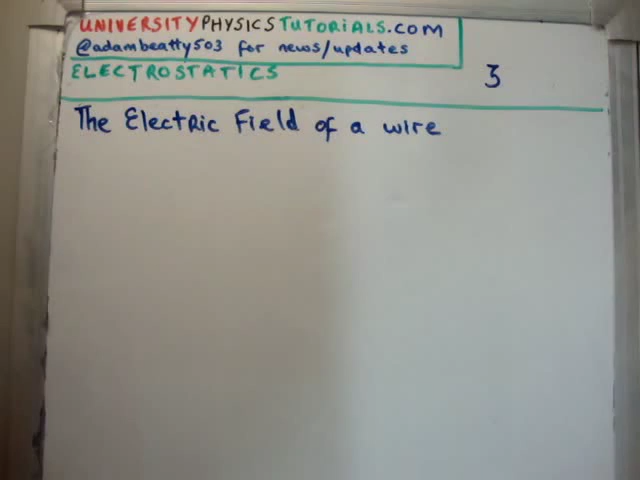 UNIVERSITYPHYSICSTUTORIALS.COM
@adambeatty503 for news/updates
ELECTROSTATICS 3
The Electric Field of a wire